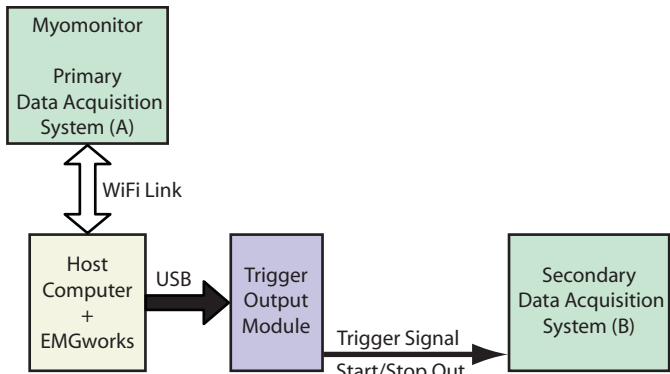 Myomonitor
Primary
Data Acquisition
System (A)
WiFi Link
Host
Computer
+
EMGworks
USB
Trigger
Output
Module
Trigger Signal
Start/Stop Out
Secondary
Data Acquisition
System (B)